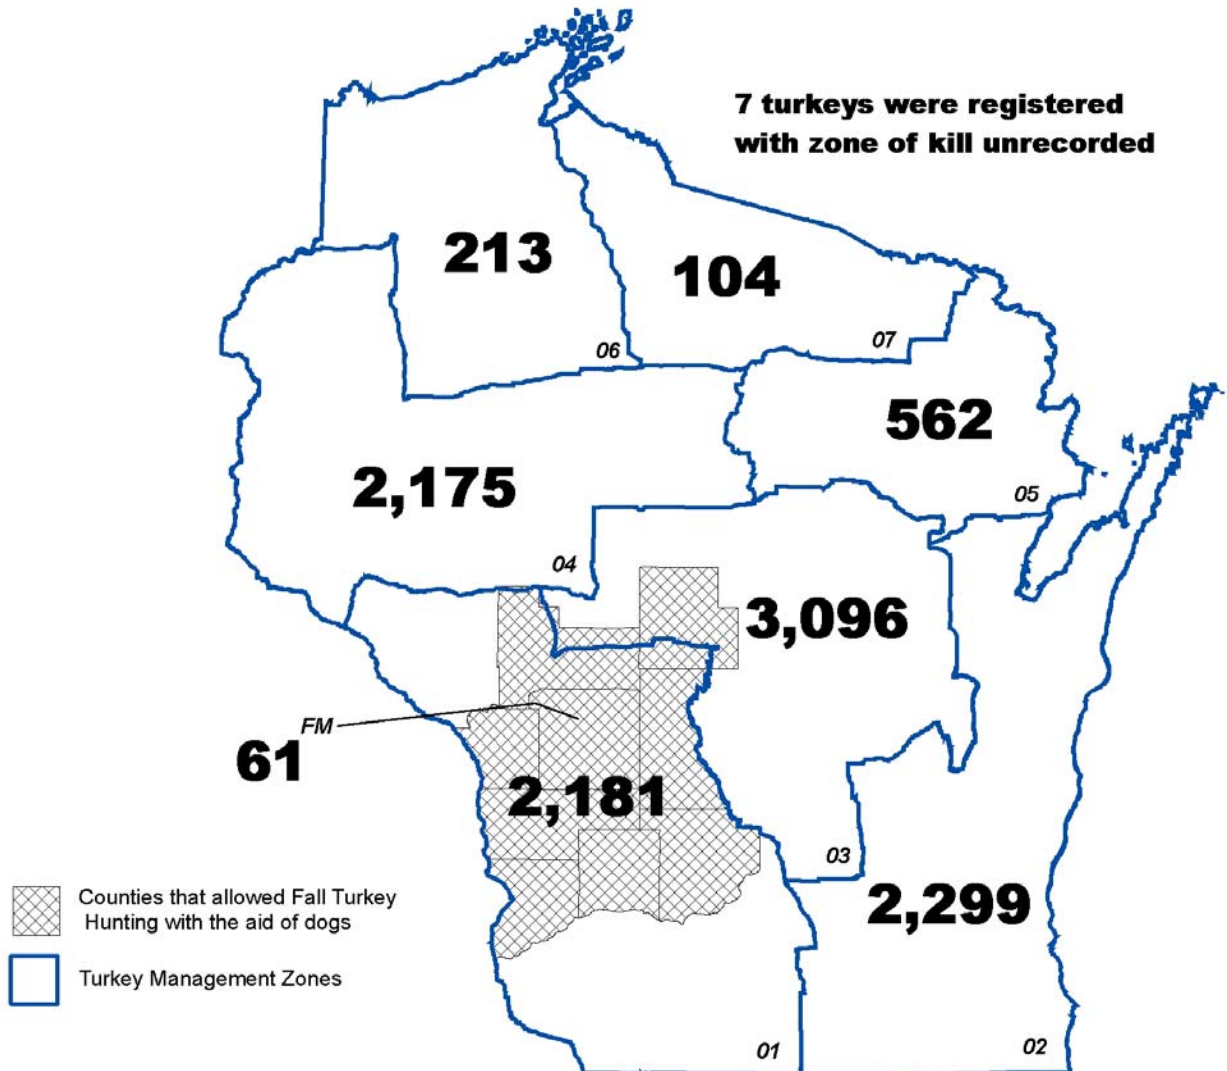 7 turkeys were registered
with zone of kill unrecorded
213
104
06
07
562
2,175
05
04
3,096
FM
61
2,181
03
Counties that allowed Fall Turkey
Hunting with the aid of dogs
2,299
Turkey Management Zones
01
02